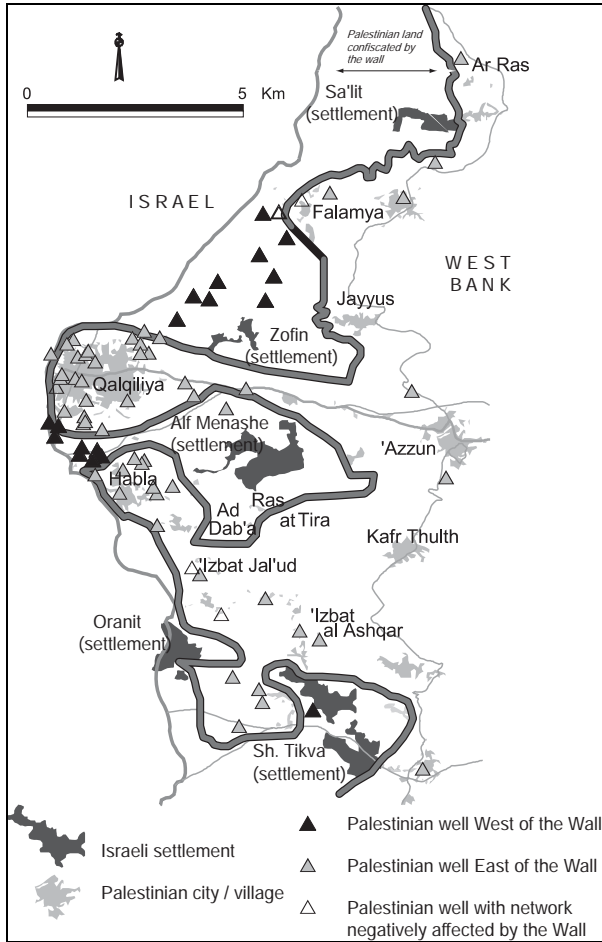 Palestinian land
confiscated by
the wall
Ar Ras
0 5 Km
Sa'lit
(settlement)
ISRAEL
Falamya
WEST
BANK
Jayyus
Zofin
(settlement)
Qalqiliya
Alf Menashe
(settlement)
'Azzun
Habla
Ras
at Tira
Ad
Dab'a
Kafr Thulth
'Izbat Jal'ud
'Izbat
al Ashqar
Oranit
(settlement)
Sh. Tikva
(settlement)
Israeli settlement
Palestinian city / village
Palestinian well West of the Wall
Palestinian well East of the Wall
Palestinian well with network
negatively affected by the Wall